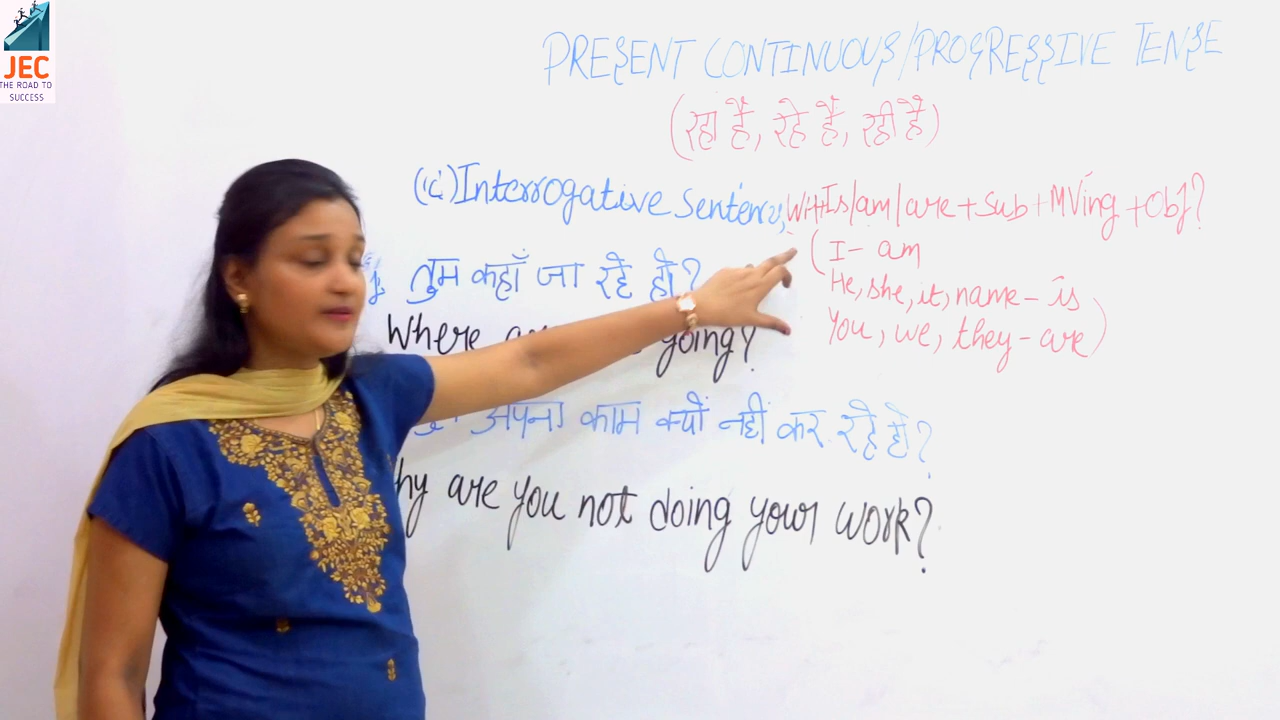 JEC
THE ROAD TO
SUCCESS
PRESENT CONTINUOUS/PROGRESSIVE TENSE
(रहा है, रहे हैं, रही है)
Interrogative Sentence, Is/am/are + Sub + MVing + Obj?
(I - am
He, she, it, name - is
You, we, they - are)
तुम कहाँ जा रहे हो?
Where going?
अपना काम क्यों नहीं कर रहे हो?
hy are you not doing your work?